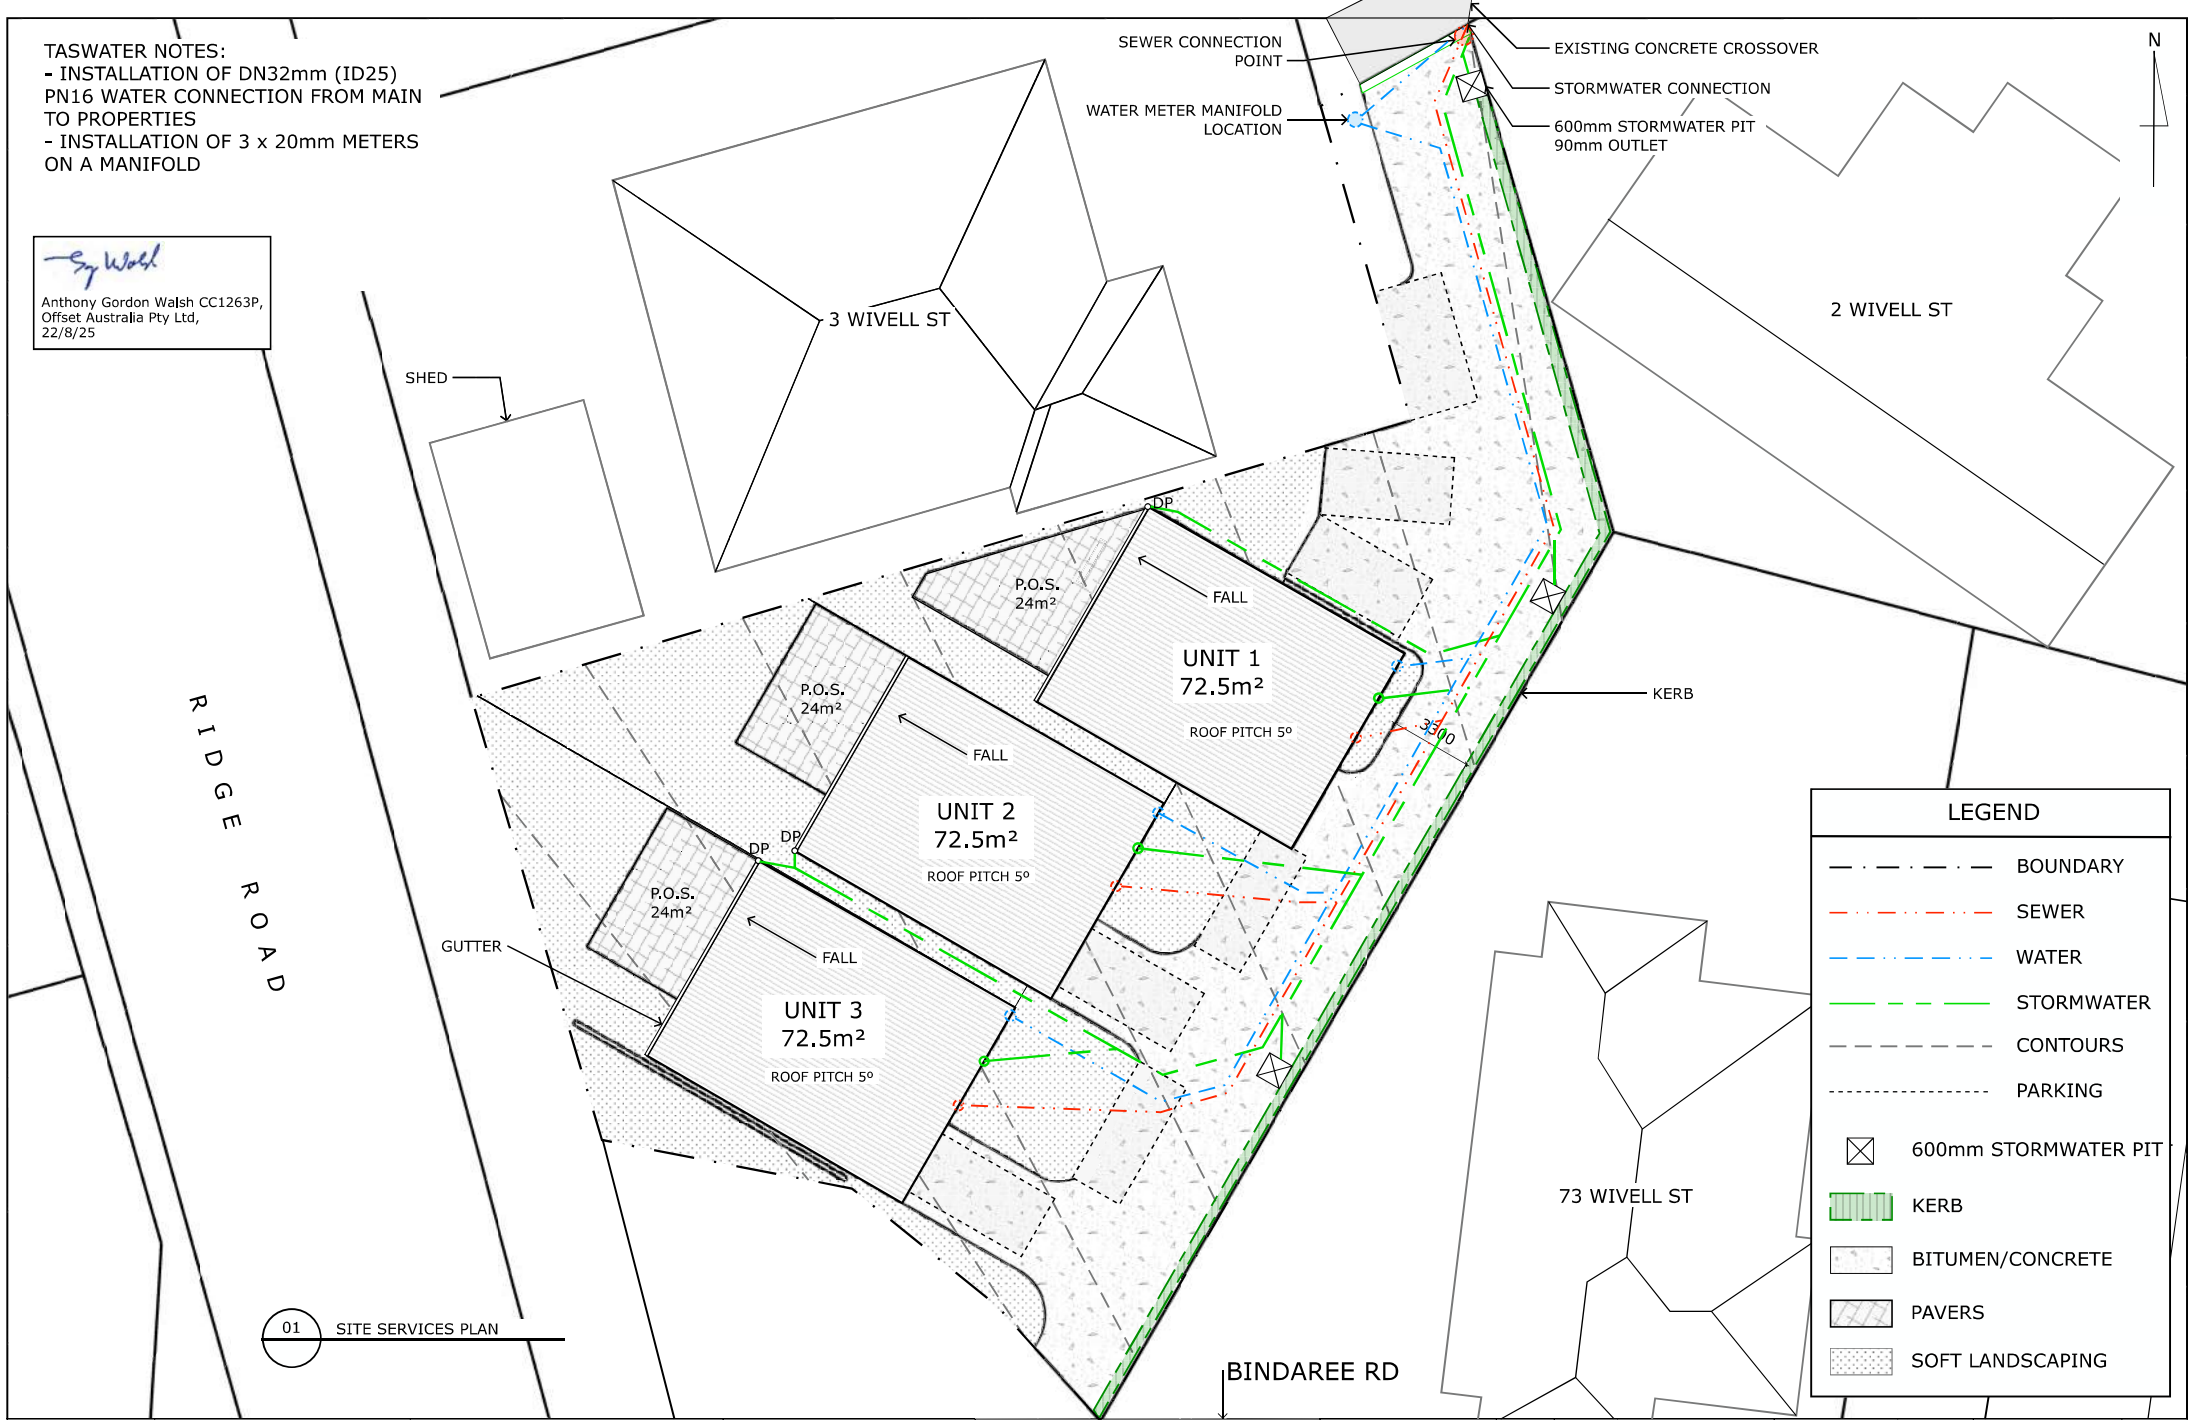 TASWATER NOTES:
- INSTALLATION OF DN32mm (ID25)
PN16 WATER CONNECTION FROM MAIN
TO PROPERTIES
- INSTALLATION OF 3 x 20mm METERS
ON A MANIFOLD
Anthony Gordon Walsh CC1263P,
Offset Australia Pty Ltd,
22/8/25
SEWER CONNECTION
POINT
WATER METER MANIFOLD
LOCATION
EXISTING CONCRETE CROSSOVER
STORMWATER CONNECTION
600mm STORMWATER PIT
90mm OUTLET
N
3 WIVELL ST
2 WIVELL ST
SHED
DP
P.O.S.
24m²
FALL
UNIT 1
72.5m²
ROOF PITCH 5º
P.O.S.
24m²
FALL
UNIT 2
72.5m²
ROOF PITCH 5º
KERB
3300
DP
DP
P.O.S.
24m²
FALL
UNIT 3
72.5m²
ROOF PITCH 5º
GUTTER
RIDGE ROAD
73 WIVELL ST
BINDAREE RD
01
SITE SERVICES PLAN
LEGEND
BOUNDARY
SEWER
WATER
STORMWATER
CONTOURS
PARKING
600mm STORMWATER PIT
KERB
BITUMEN/CONCRETE
PAVERS
SOFT LANDSCAPING